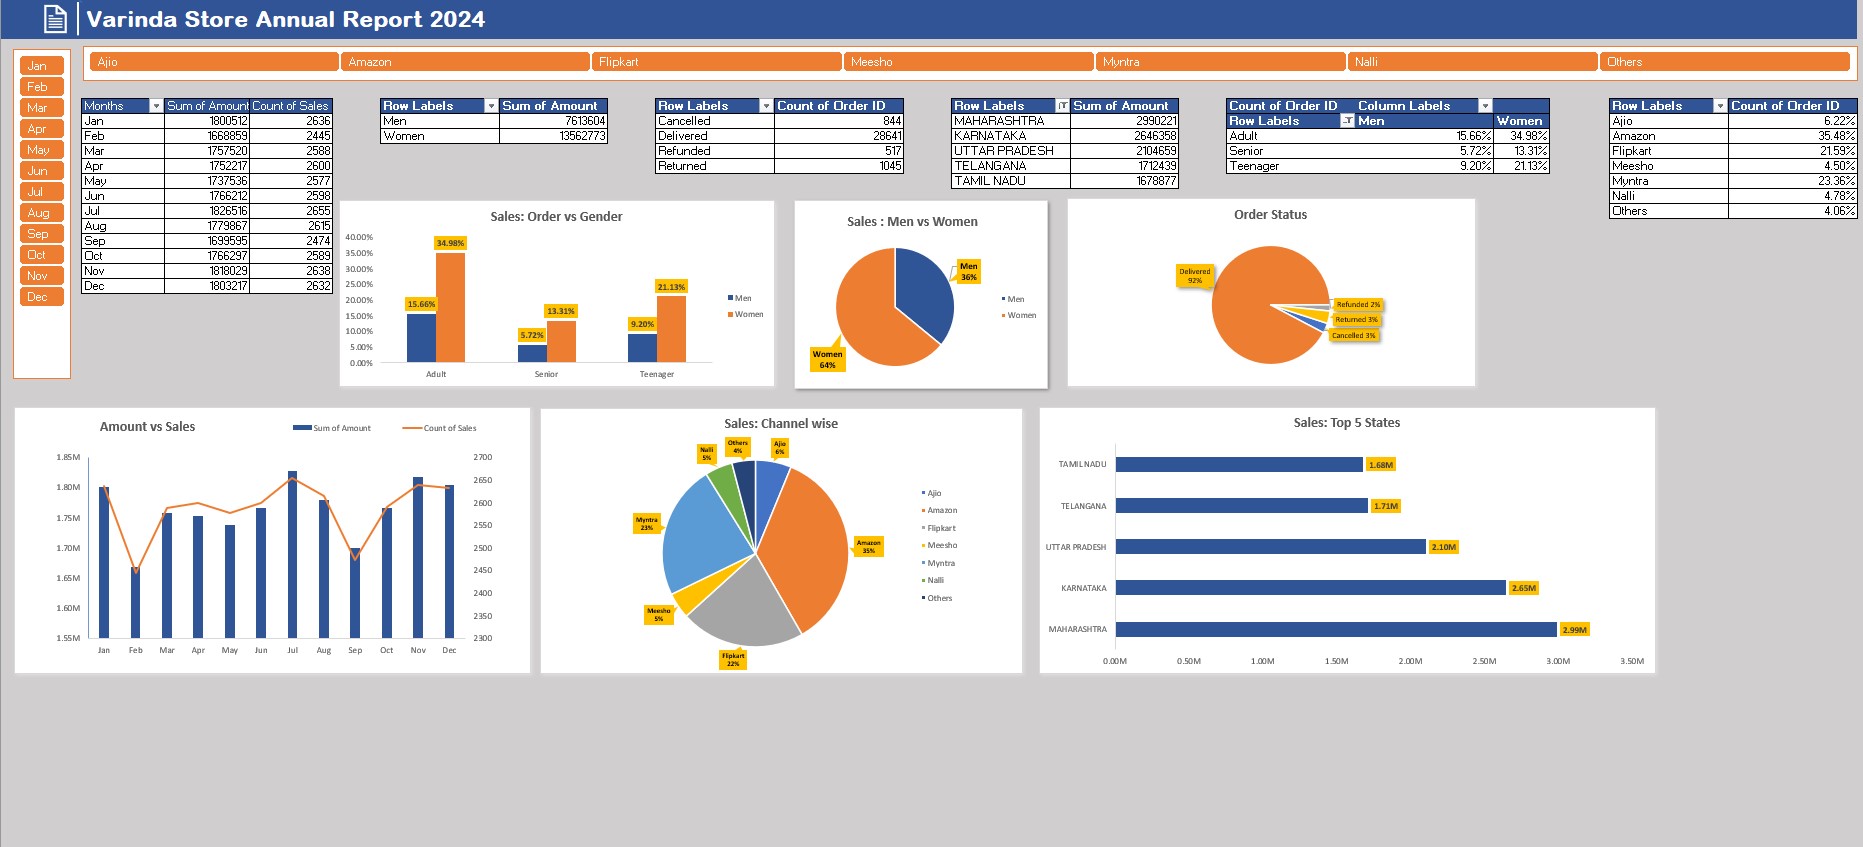 Varinda Store Annual Report 2024
Jan
Feb
Mar
Apr
May
Jun
Jul
Aug
Sep
Oct
Nov
Dec
Ajio Amazon Flipkart Meesho Myntra Nalli Others
Months Sum of Amount Count of Sales
Jan 1800512 2636
Feb 1668859 2445
Mar 1757520 2588
Apr 1752217 2600
May 1737536 2577
Jun 1766212 2598
Jul 1826516 2655
Aug 1779867 2615
Sep 1699595 2474
Oct 1766297 2589
Nov 1818029 2638
Dec 1803217 2632
Row Labels Sum of Amount
Men 7613604
Women 13562773
Row Labels Count of Order ID
Cancelled 844
Delivered 28641
Refunded 517
Returned 1045
Row Labels Sum of Amount
MAHARASHTRA 2990221
KARNATAKA 2646358
UTTAR PRADESH 2104659
TELANGANA 1712439
TAMIL NADU 1678877
Count of Order ID Column Labels
Row Labels Men Women
Adult 15.66% 34.98%
Senior 5.72% 13.31%
Teenager 9.20% 21.13%
Row Labels Count of Order ID
Ajio 6.22%
Amazon 35.48%
Flipkart 21.59%
Meesho 4.50%
Myntra 23.36%
Nalli 4.78%
Others 4.06%
Sales: Order vs Gender
40.00%
35.00%
30.00%
25.00%
20.00%
15.00%
10.00%
5.00%
0.00%
15.66%
34.98%
5.72%
13.31%
9.20%
21.13%
Adult Senior Teenager
Men
Women
Sales : Men vs Women
Men
36%
Women
64%
Men
Women
Order Status
Delivered
92%
Refunded 2%
Returned 3%
Cancelled 3%
Amount vs Sales
Sum of Amount Count of Sales
1.85M
1.80M
1.75M
1.70M
1.65M
1.60M
1.55M
2700
2650
2600
2550
2500
2450
2400
2350
2300
Jan Feb Mar Apr May Jun Jul Aug Sep Oct Nov Dec
Sales: Channel wise
Ajio
6%
Amazon
35%
Flipkart
22%
Meesho
5%
Myntra
23%
Nalli
5%
Others
4%
Ajio
Amazon
Flipkart
Meesho
Myntra
Nalli
Others
Sales: Top 5 States
TAMIL NADU 1.68M
TELANGANA 1.71M
UTTAR PRADESH 2.10M
KARNATAKA 2.65M
MAHARASHTRA 2.99M
0.00M 0.50M 1.00M 1.50M 2.00M 2.50M 3.00M 3.50M